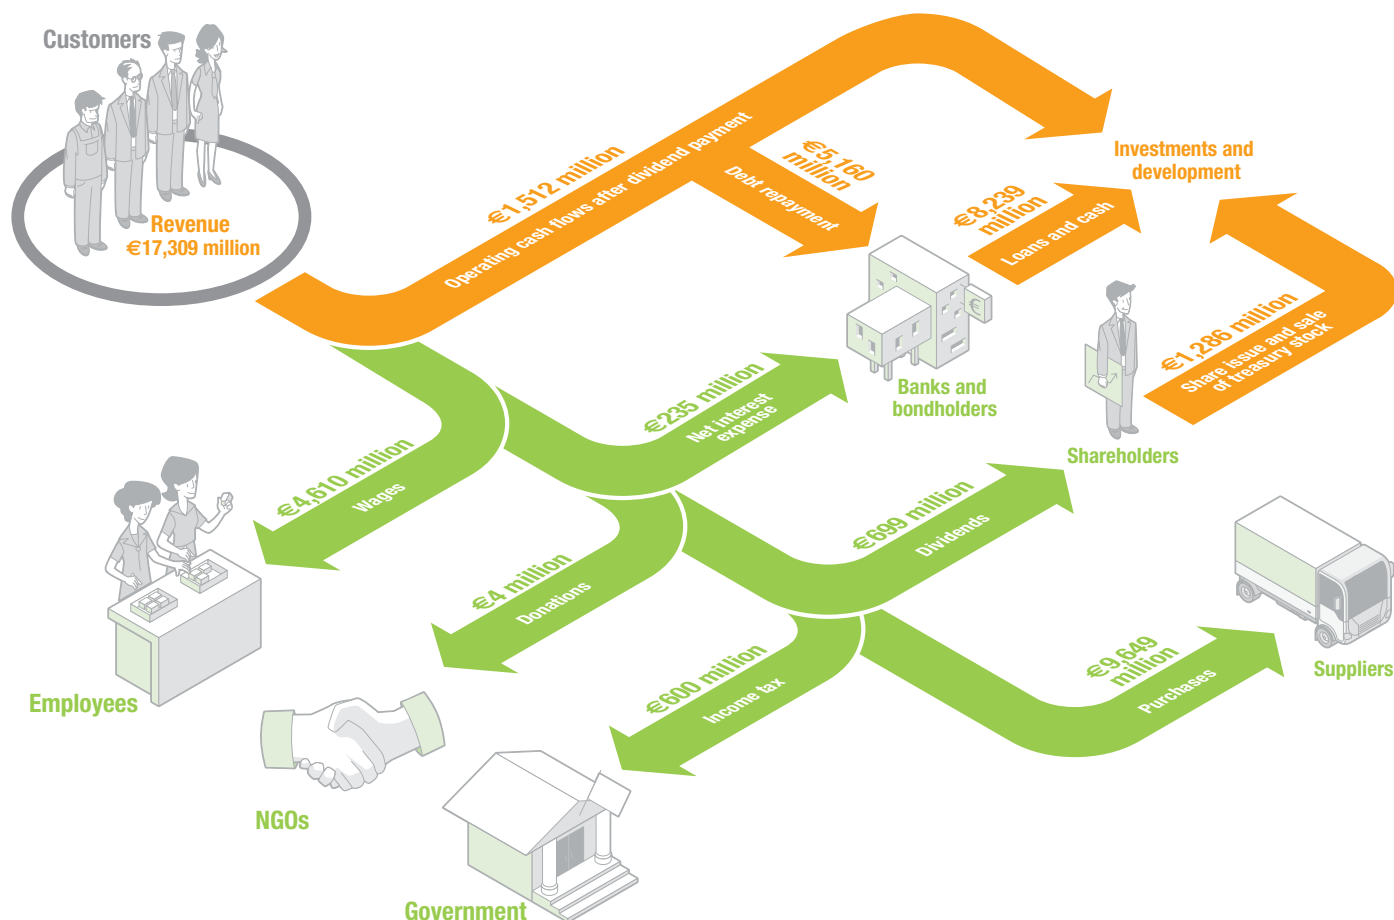 Customers
Revenue
€17,309 million
€1,512 million
Operating cash flows after dividend payment
€5,160
million
Debt repayment
€8,239
million
Loans and cash
Investments and
development
€1,286 million
Share issue and sale
of treasury stock
Banks and
bondholders
Shareholders
€235 million
Net interest
expense
€4,610 million
Wages
Employees
€4 million
Donations
NGOs
€699 million
Dividends
€600 million
Income tax
Government
€9,649
million
Purchases
Suppliers
€